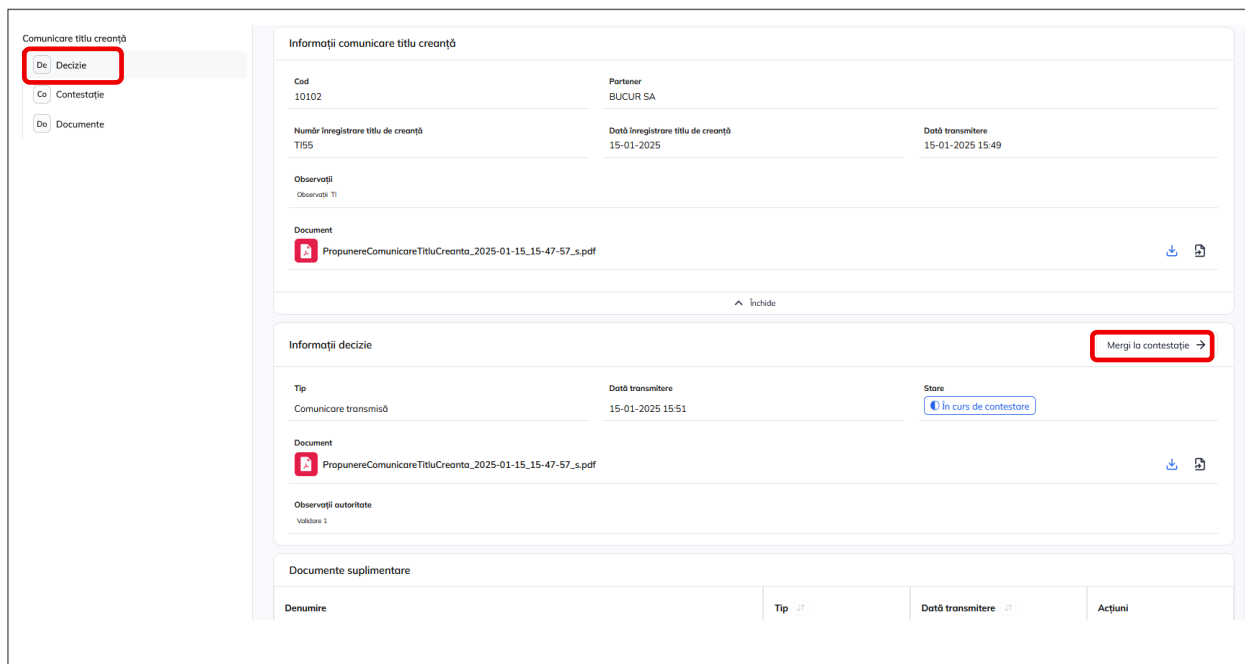 Comunicare titlu creanță
De Decizie
Co Contestație
Do Documente
Informații comunicare titlu creanță
Cod Partener
10102 BUCUR SA
Număr înregistrare titlu de creanță Dată înregistrare titlu de creanță Dată transmitere
TI55 15-01-2025 15-01-2025 15:49
Observații
Observații TI
Document
PropunereComunicareTitluCreanta_2025-01-15_15-47-57_s.pdf
Închide
Informații decizie Mergi la contestație
Tip Dată transmitere Stare
Comunicare transmisă 15-01-2025 15:51 În curs de contestare
Document
PropunereComunicareTitluCreanta_2025-01-15_15-47-57_s.pdf
Observații autoritate
Validare 1
Documente suplimentare
Denumire Tip Dată transmitere Acțiuni